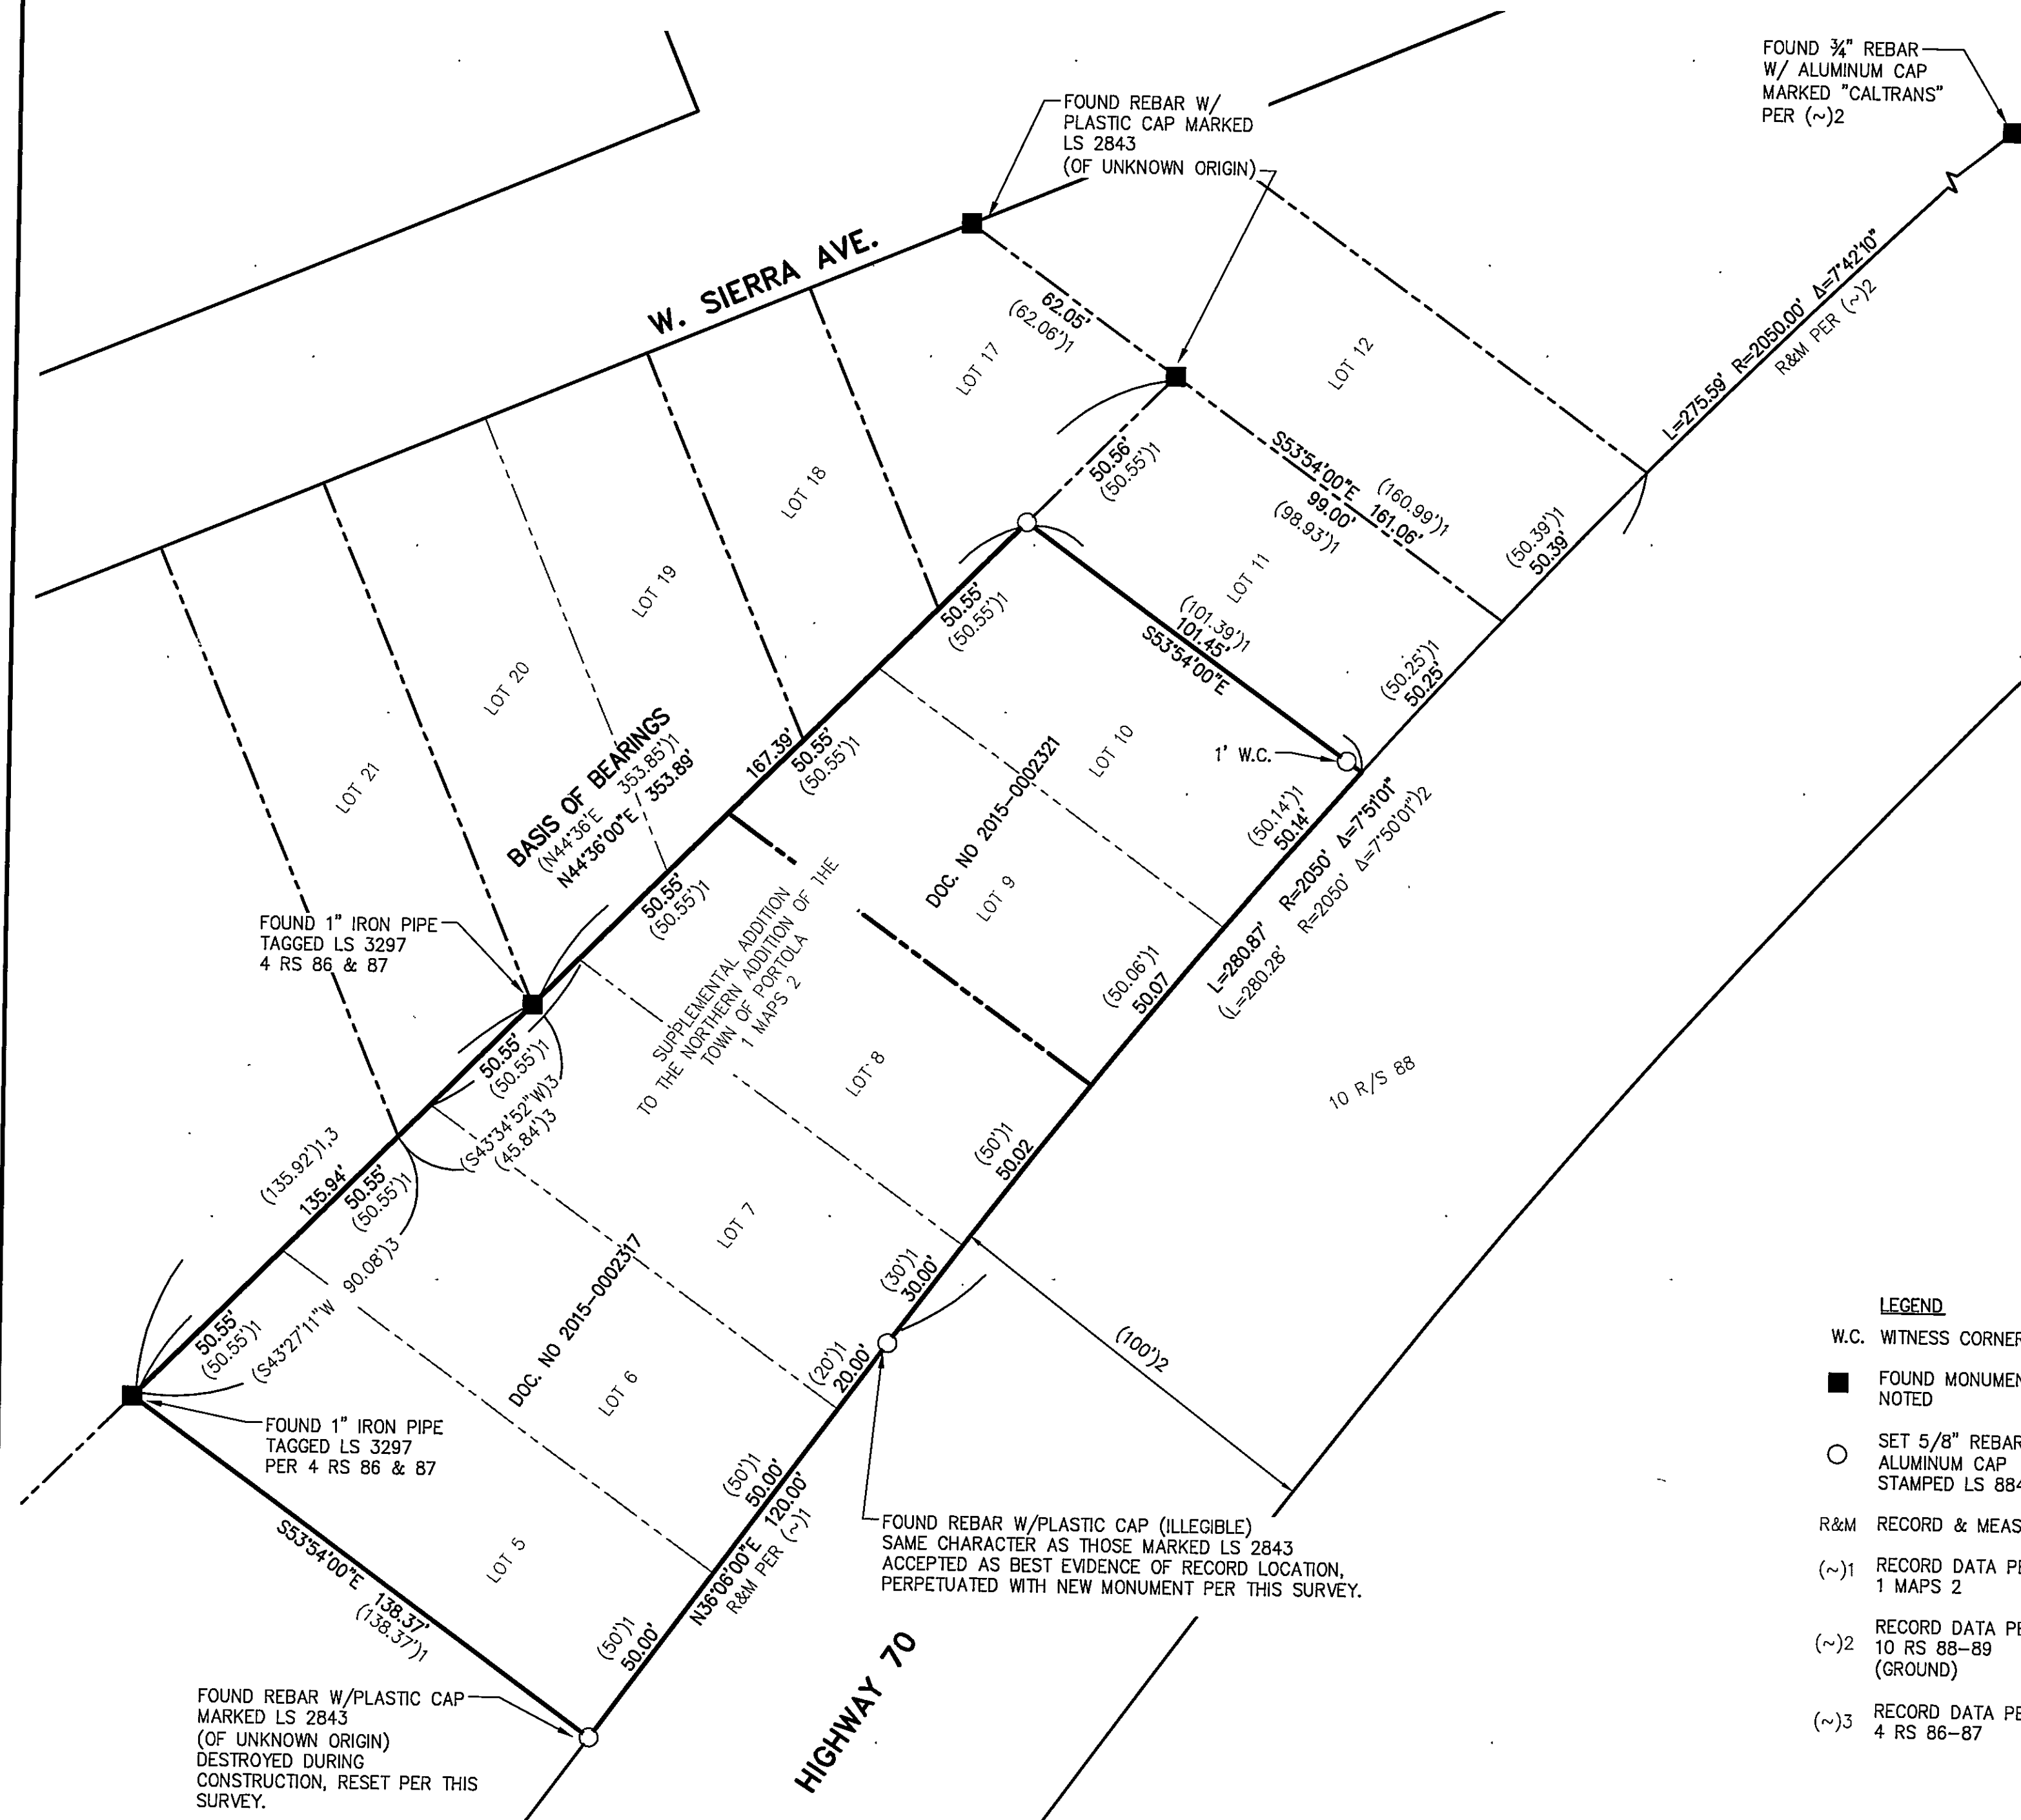 FOUND ¾" REBAR
W/ ALUMINUM CAP
MARKED "CALTRANS"
PER (~)2
FOUND REBAR W/
PLASTIC CAP MARKED
LS 2843
(OF UNKNOWN ORIGIN)
W. SIERRA AVE.
62.05'
(62.06')1
LOT 17
LOT 12
L=275.59' R=2050.00' Δ=7°42'10"
R&M PER (~)2
50.56'
(50.55')1
S53°54'00"E 161.06'
(160.99')1
99.00'
(98.93')1
(50.39')1
50.39'
LOT 18
LOT 19
LOT 20
LOT 21
LOT 11
(101.39')1
101.45'
S53°54'00"E
50.55'
(50.55')1
(50.25')1
50.25'
1' W.C.
LOT 10
167.39'
50.55'
(50.55')1
BASIS OF BEARINGS
(N44°36'E 353.85')1
N44°36'00"E 353.89'
DOC. NO 2015-0002321
LOT 9
(50.14')1
50.14'
L=280.87' R=2050' Δ=7°51'01"
(L=280.28' R=2050' Δ=7°50'01")2
50.55'
(50.55')1
SUPPLEMENTAL ADDITION
TO THE NORTHERN ADDITION OF THE
TOWN OF PORTOLA
1 MAPS 2
FOUND 1" IRON PIPE
TAGGED LS 3297
4 RS 86 & 87
(50.06')1
50.07
LOT 8
10 R/S 88
50.55'
(50.55')1
(S43°34'52"W)3
(45.84')3
(135.92')1,3
135.94'
50.55'
(50.55')1
(50')1
50.02
LOT 7
(30')1
30.00'
(S43°27'11"W 90.08')3
50.55'
(50.55')1
DOC. NO 2015-0002317
LOT 6
(20')1
20.00'
(100')2
FOUND 1" IRON PIPE
TAGGED LS 3297
PER 4 RS 86 & 87
(50')1
50.00'
N36°06'00"E 120.00'
R&M PER (~)1
LOT 5
S53°54'00"E 138.37'
(138.37')1
(50')1
50.00'
FOUND REBAR W/PLASTIC CAP (ILLEGIBLE)
SAME CHARACTER AS THOSE MARKED LS 2843
ACCEPTED AS BEST EVIDENCE OF RECORD LOCATION,
PERPETUATED WITH NEW MONUMENT PER THIS SURVEY.
FOUND REBAR W/PLASTIC CAP
MARKED LS 2843
(OF UNKNOWN ORIGIN)
DESTROYED DURING
CONSTRUCTION, RESET PER THIS
SURVEY.
HIGHWAY 70
LEGEND
W.C. WITNESS CORNER
FOUND MONUMEN
NOTED
SET 5/8" REBAR
ALUMINUM CAP
STAMPED LS 884
R&M RECORD & MEAS
(~)1 RECORD DATA PE
1 MAPS 2
(~)2 RECORD DATA PE
10 RS 88-89
(GROUND)
(~)3 RECORD DATA PE
4 RS 86-87